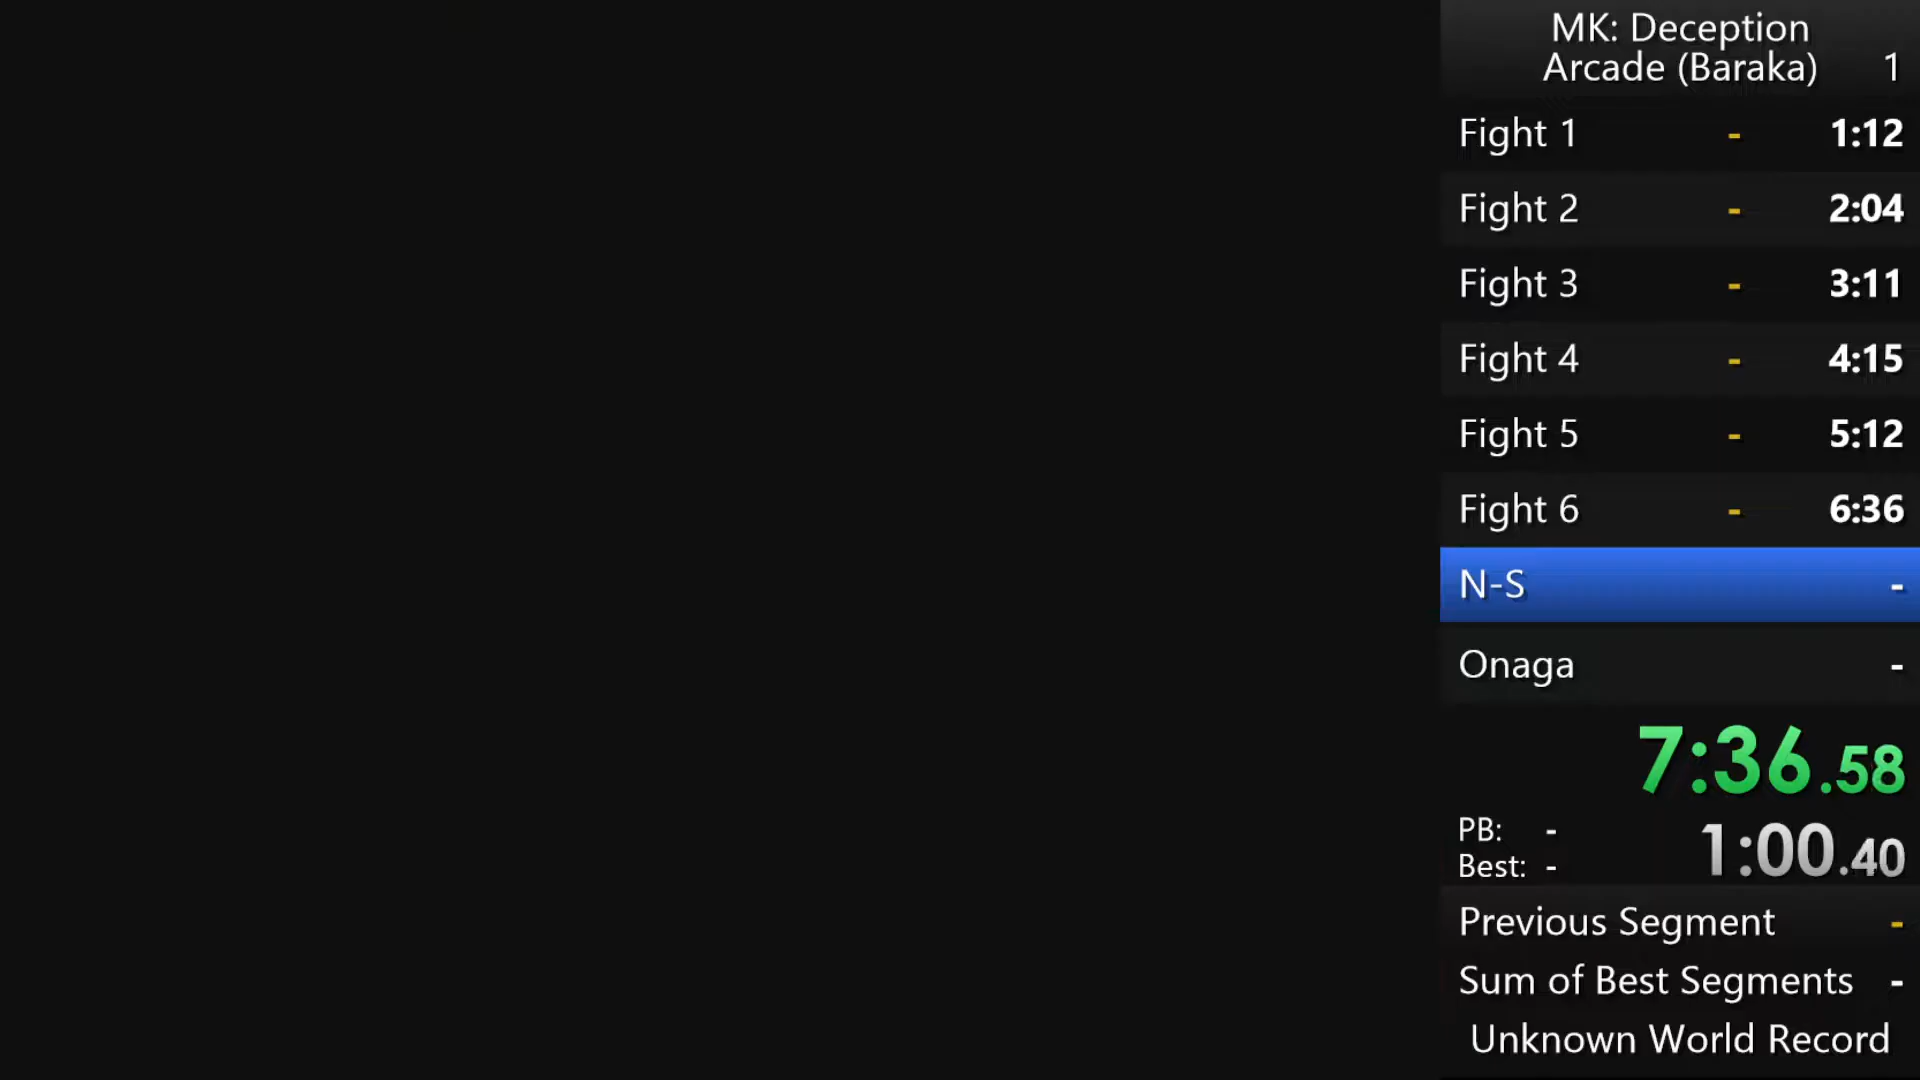 MK: Deception
Arcade (Baraka) 1
Fight 1 - 1:12
Fight 2 - 2:04
Fight 3 - 3:11
Fight 4 - 4:15
Fight 5 - 5:12
Fight 6 - 6:36
N-S -
Onaga -
7:36.58
PB: - 1:00.40
Best: -
Previous Segment -
Sum of Best Segments -
Unknown World Record